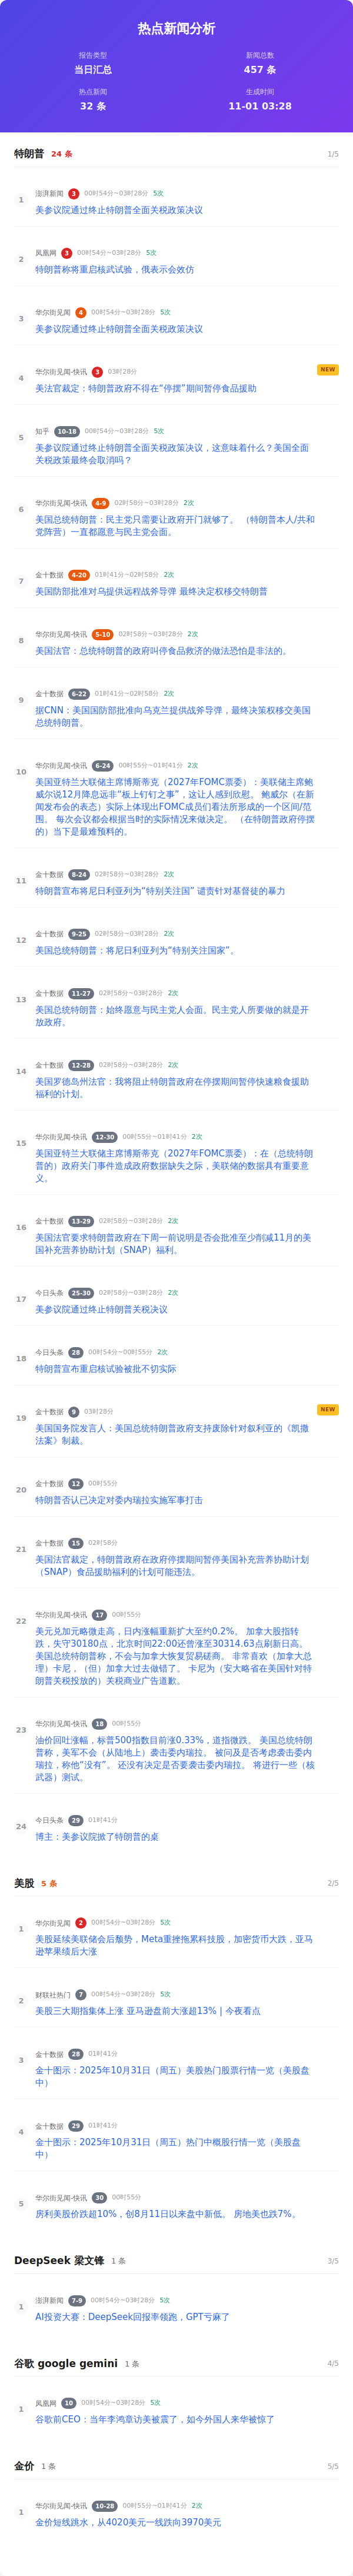 热点新闻分析
报告类型
当日汇总
新闻总数
457 条
热点新闻
32 条
生成时间
11-01 03:28
特朗普 24 条 1/5
1
澎湃新闻 3 00时54分~03时28分 5次
美参议院通过终止特朗普全面关税政策决议
2
凤凰网 3 00时54分~03时28分 5次
特朗普称将重启核武试验，俄表示会效仿
3
华尔街见闻 4 00时54分~03时28分 5次
美参议院通过终止特朗普全面关税政策决议
4
华尔街见闻-快讯 3 03时28分 NEW
美法官裁定：特朗普政府不得在“停摆”期间暂停食品援助
5
知乎 10-18 00时54分~03时28分 5次
美参议院通过终止特朗普全面关税政策决议，这意味着什么？美国全面
关税政策最终会取消吗？
6
华尔街见闻-快讯 4-9 02时58分~03时28分 2次
美国总统特朗普：民主党只需要让政府开门就够了。 （特朗普本人/共和
党阵营）一直都愿意与民主党会面。
7
金十数据 4-20 01时41分~02时58分 2次
美国防部批准对乌提供远程战斧导弹 最终决定权移交特朗普
8
华尔街见闻-快讯 5-10 02时58分~03时28分 2次
美国法官：总统特朗普的政府叫停食品救济的做法恐怕是非法的。
9
金十数据 6-22 01时41分~02时58分 2次
据CNN：美国国防部批准向乌克兰提供战斧导弹，最终决策权移交美国
总统特朗普。
10
华尔街见闻-快讯 6-24 00时55分~01时41分 2次
美国亚特兰大联储主席博斯蒂克（2027年FOMC票委）：美联储主席鲍
威尔说12月降息远非“板上钉钉之事”，这让人感到欣慰。 鲍威尔（在新
闻发布会的表态）实际上体现出FOMC成员们看法所形成的一个区间/范
围。 每次会议都会根据当时的实际情况来做决定。 （在特朗普政府停摆
的）当下是最难预料的。
11
金十数据 8-24 02时58分~03时28分 2次
特朗普宣布将尼日利亚列为“特别关注国” 谴责针对基督徒的暴力
12
金十数据 9-25 02时58分~03时28分 2次
美国总统特朗普：将尼日利亚列为“特别关注国家”。
13
金十数据 11-27 02时58分~03时28分 2次
美国总统特朗普：始终愿意与民主党人会面。民主党人所要做的就是开
放政府。
14
金十数据 12-28 02时58分~03时28分 2次
美国罗德岛州法官：我将阻止特朗普政府在停摆期间暂停快速粮食援助
福利的计划。
15
华尔街见闻-快讯 12-30 00时55分~01时41分 2次
美国亚特兰大联储主席博斯蒂克（2027年FOMC票委）：在（总统特朗
普的）政府关门事件造成政府数据缺失之际，美联储的数据具有重要意
义。
16
金十数据 13-29 02时58分~03时28分 2次
美国法官要求特朗普政府在下周一前说明是否会批准至少削减11月的美
国补充营养协助计划（SNAP）福利。
17
今日头条 25-30 02时58分~03时28分 2次
美参议院通过终止特朗普关税决议
18
今日头条 28 00时54分~00时55分 2次
特朗普宣布重启核试验被批不切实际
19
金十数据 9 03时28分 NEW
美国国务院发言人：美国总统特朗普政府支持废除针对叙利亚的《凯撒
法案》制裁。
20
金十数据 12 00时55分
特朗普否认已决定对委内瑞拉实施军事打击
21
金十数据 15 02时58分
美国法官裁定，特朗普政府在政府停摆期间暂停美国补充营养协助计划
（SNAP）食品援助福利的计划可能违法。
22
华尔街见闻-快讯 17 00时55分
美元兑加元略微走高，日内涨幅重新扩大至约0.2%。 加拿大股指转
跌，失守30180点，北京时间22:00还曾涨至30314.63点刷新日高。
美国总统特朗普称，不会与加拿大恢复贸易磋商。 非常喜欢（加拿大总
理）卡尼，（但）加拿大过去做错了。 卡尼为（安大略省在美国针对特
朗普关税投放的）关税商业广告道歉。
23
华尔街见闻-快讯 18 00时55分
油价回吐涨幅，标普500指数目前涨0.33%，道指微跌。 美国总统特朗
普称，美军不会（从陆地上）袭击委内瑞拉。 被问及是否考虑袭击委内
瑞拉，称他“没有”。 还没有决定是否要袭击委内瑞拉。 将进行一些（核
武器）测试。
24
今日头条 29 01时41分
博主：美参议院掀了特朗普的桌
美股 5 条 2/5
1
华尔街见闻 2 00时54分~03时28分 5次
美股延续美联储会后颓势，Meta重挫拖累科技股，加密货币大跌，亚马
逊苹果绩后大涨
2
财联社热门 7 00时54分~03时28分 5次
美股三大期指集体上涨 亚马逊盘前大涨超13% | 今夜看点
3
金十数据 28 01时41分
金十图示：2025年10月31日（周五）美股热门股票行情一览（美股盘
中）
4
金十数据 29 01时41分
金十图示：2025年10月31日（周五）热门中概股行情一览（美股盘
中）
5
华尔街见闻-快讯 30 00时55分
房利美股价跌超10%，创8月11日以来盘中新低。 房地美也跌7%。
DeepSeek 梁文锋 1 条 3/5
1
澎湃新闻 7-9 00时54分~03时28分 5次
AI投资大赛：DeepSeek回报率领跑，GPT亏麻了
谷歌 google gemini 1 条 4/5
1
凤凰网 10 00时54分~03时28分 5次
谷歌前CEO：当年李鸿章访美被震了，如今外国人来华被惊了
金价 1 条 5/5
1
华尔街见闻-快讯 10-28 00时55分~01时41分 2次
金价短线跳水，从4020美元一线跌向3970美元